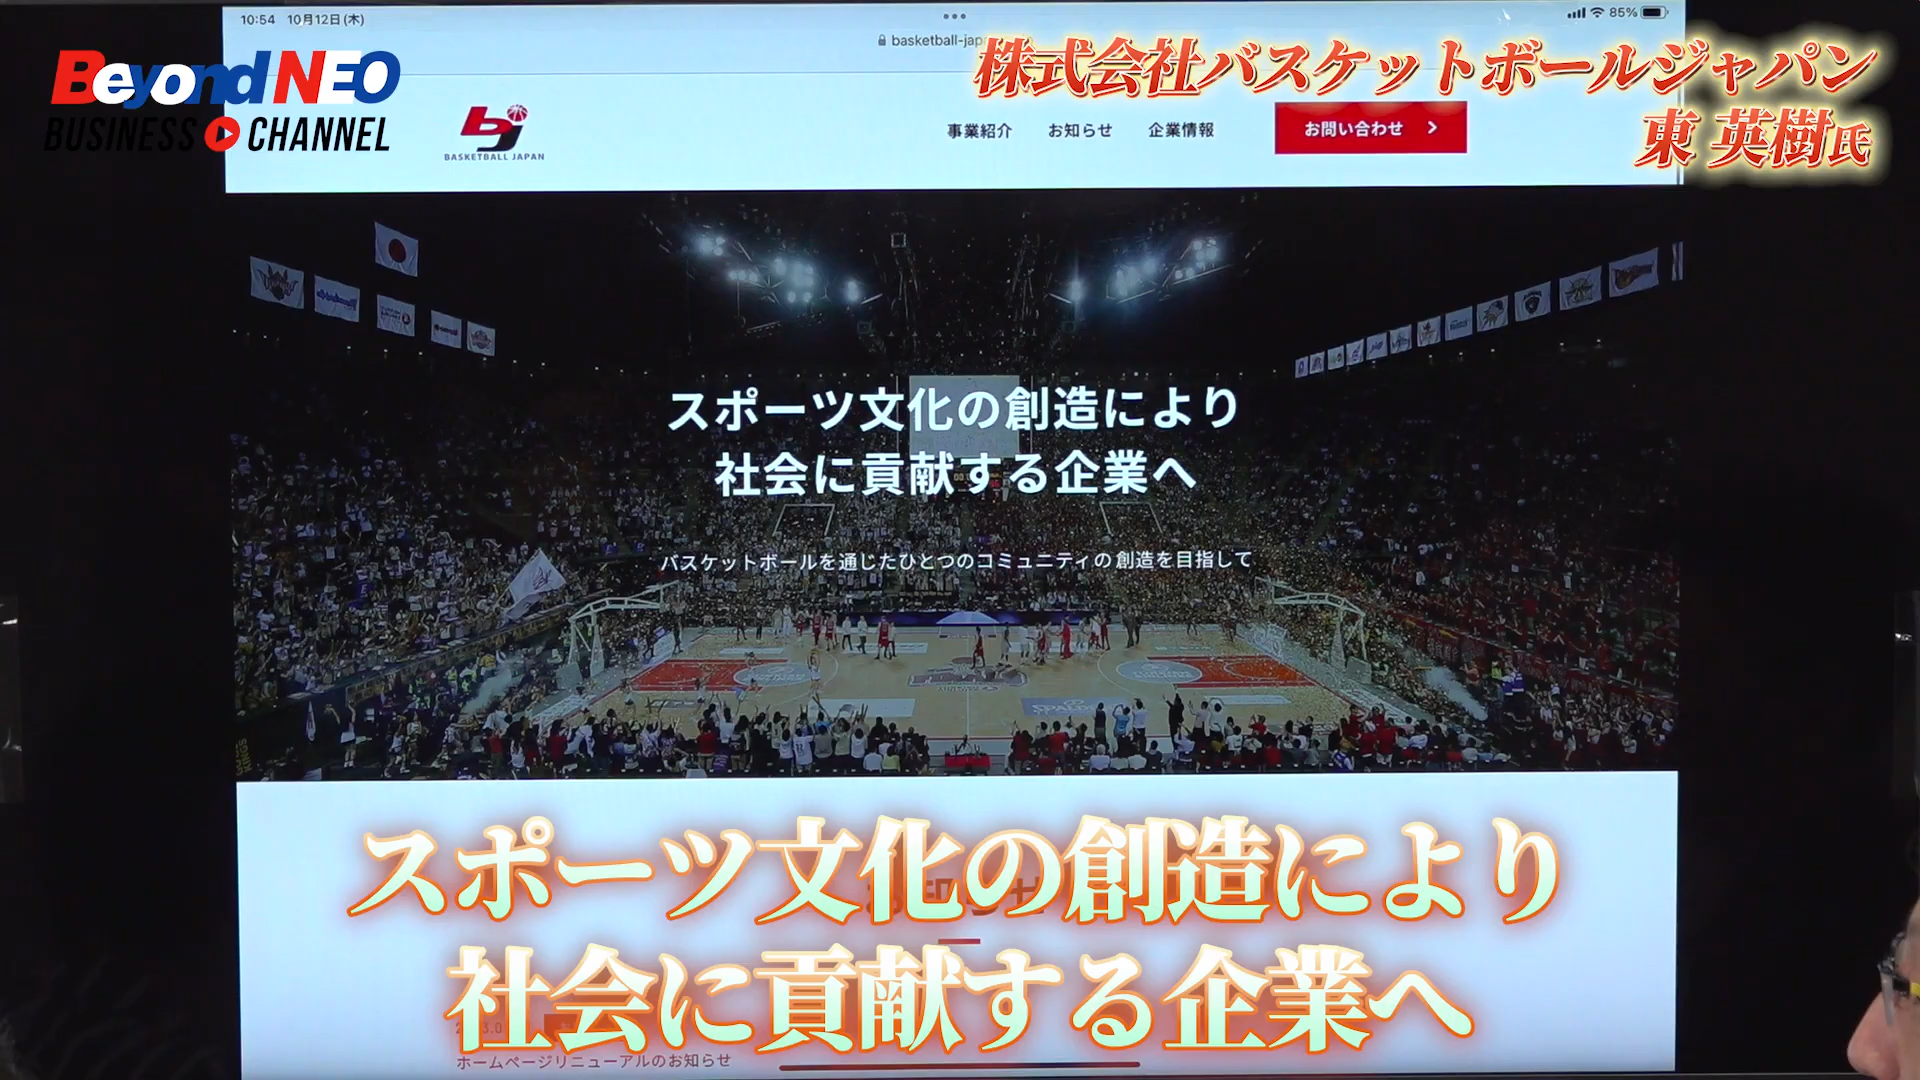 10:54 10月12日(木)
85%
basketball-jap
Beyond NEO
BUSINESS CHANNEL
株式会社バスケットボールジャパン
東 英樹氏
bj
BASKETBALL JAPAN
事業紹介
お知らせ
企業情報
お問い合わせ
スポーツ文化の創造により
社会に貢献する企業へ
バスケットボールを通じたひとつのコミュニティの創造を目指して
FINALS
SPALDING
スポーツ文化の創造により
社会に貢献する企業へ
ホームページリニューアルのお知らせ